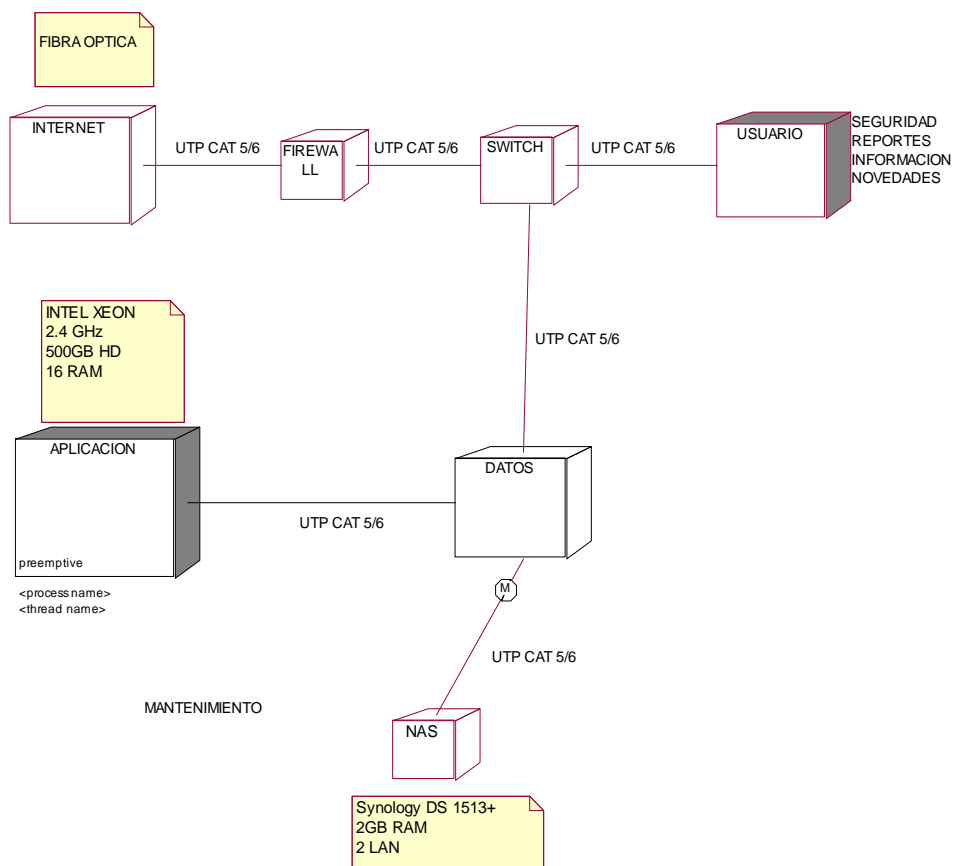 FIBRA OPTICA
INTERNET
UTP CAT 5/6
FIREWA
LL
UTP CAT 5/6
SWITCH
UTP CAT 5/6
USUARIO
SEGURIDAD
REPORTES
INFORMACION
NOVEDADES
UTP CAT 5/6
INTEL XEON
2.4 GHz
500GB HD
16 RAM
APLICACION
preemptive
<process name>
<thread name>
UTP CAT 5/6
DATOS
M
UTP CAT 5/6
MANTENIMIENTO
NAS
Synology DS 1513+
2GB RAM
2 LAN